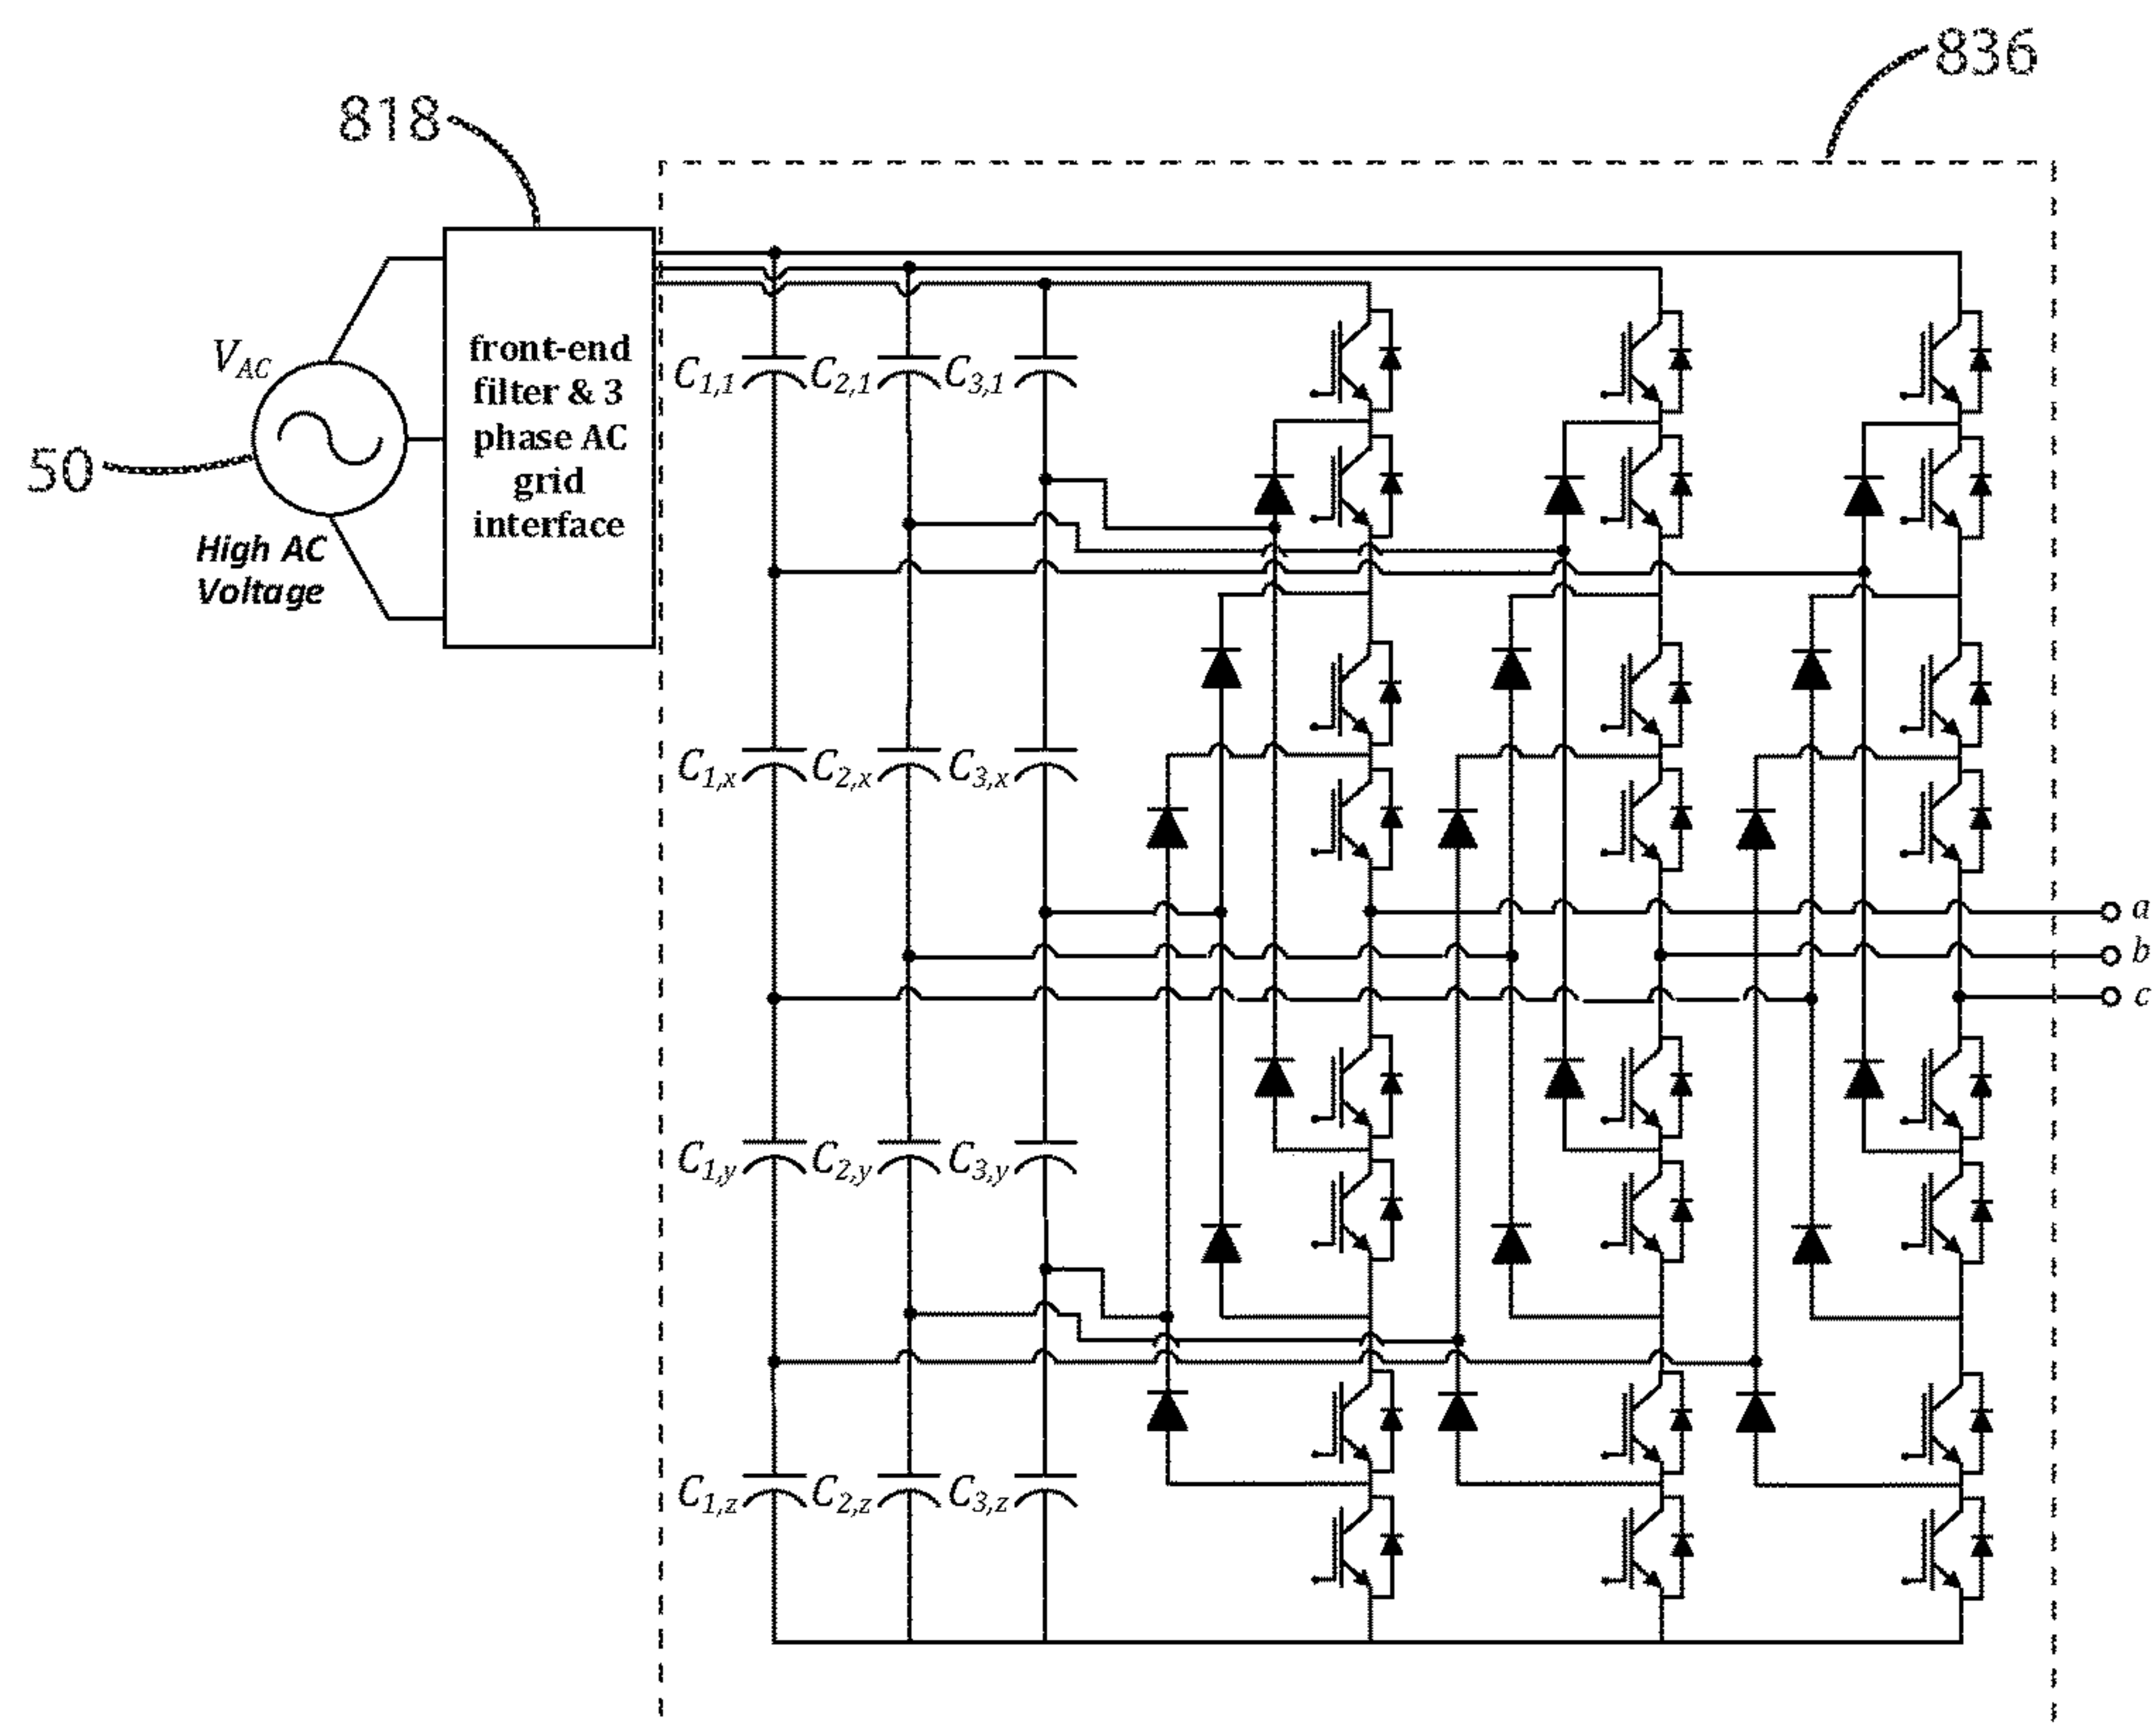 836
818
V_AC
50
High AC
Voltage
front-end
filter & 3
phase AC
grid
interface
C_1,1 C_2,1 C_3,1
C_1,x C_2,x C_3,x
a
b
c
C_1,y C_2,y C_3,y
C_1,z C_2,z C_3,z